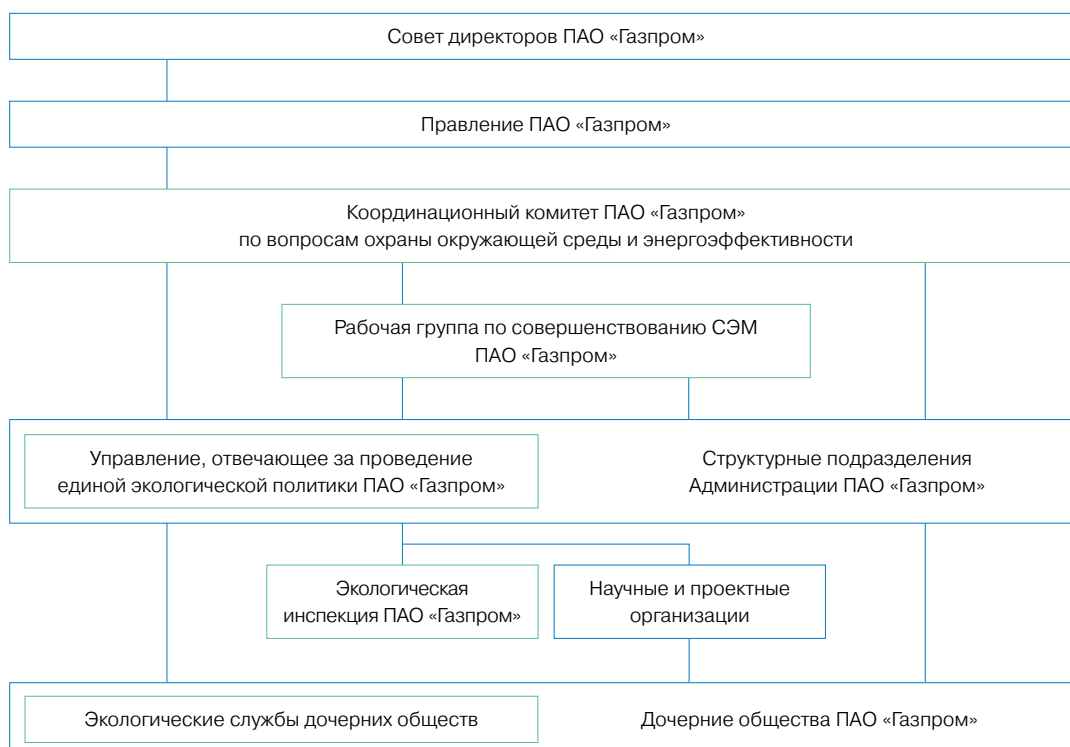 Совет директоров ПАО «Газпром»
Правление ПАО «Газпром»
Координационный комитет ПАО «Газпром»
по вопросам охраны окружающей среды и энергоэффективности
Рабочая группа по совершенствованию СЭМ
ПАО «Газпром»
Управление, отвечающее за проведение
единой экологической политики ПАО «Газпром»
Структурные подразделения
Администрации ПАО «Газпром»
Экологическая
инспекция ПАО «Газпром»
Научные и проектные
организации
Экологические службы дочерних обществ
Дочерние общества ПАО «Газпром»